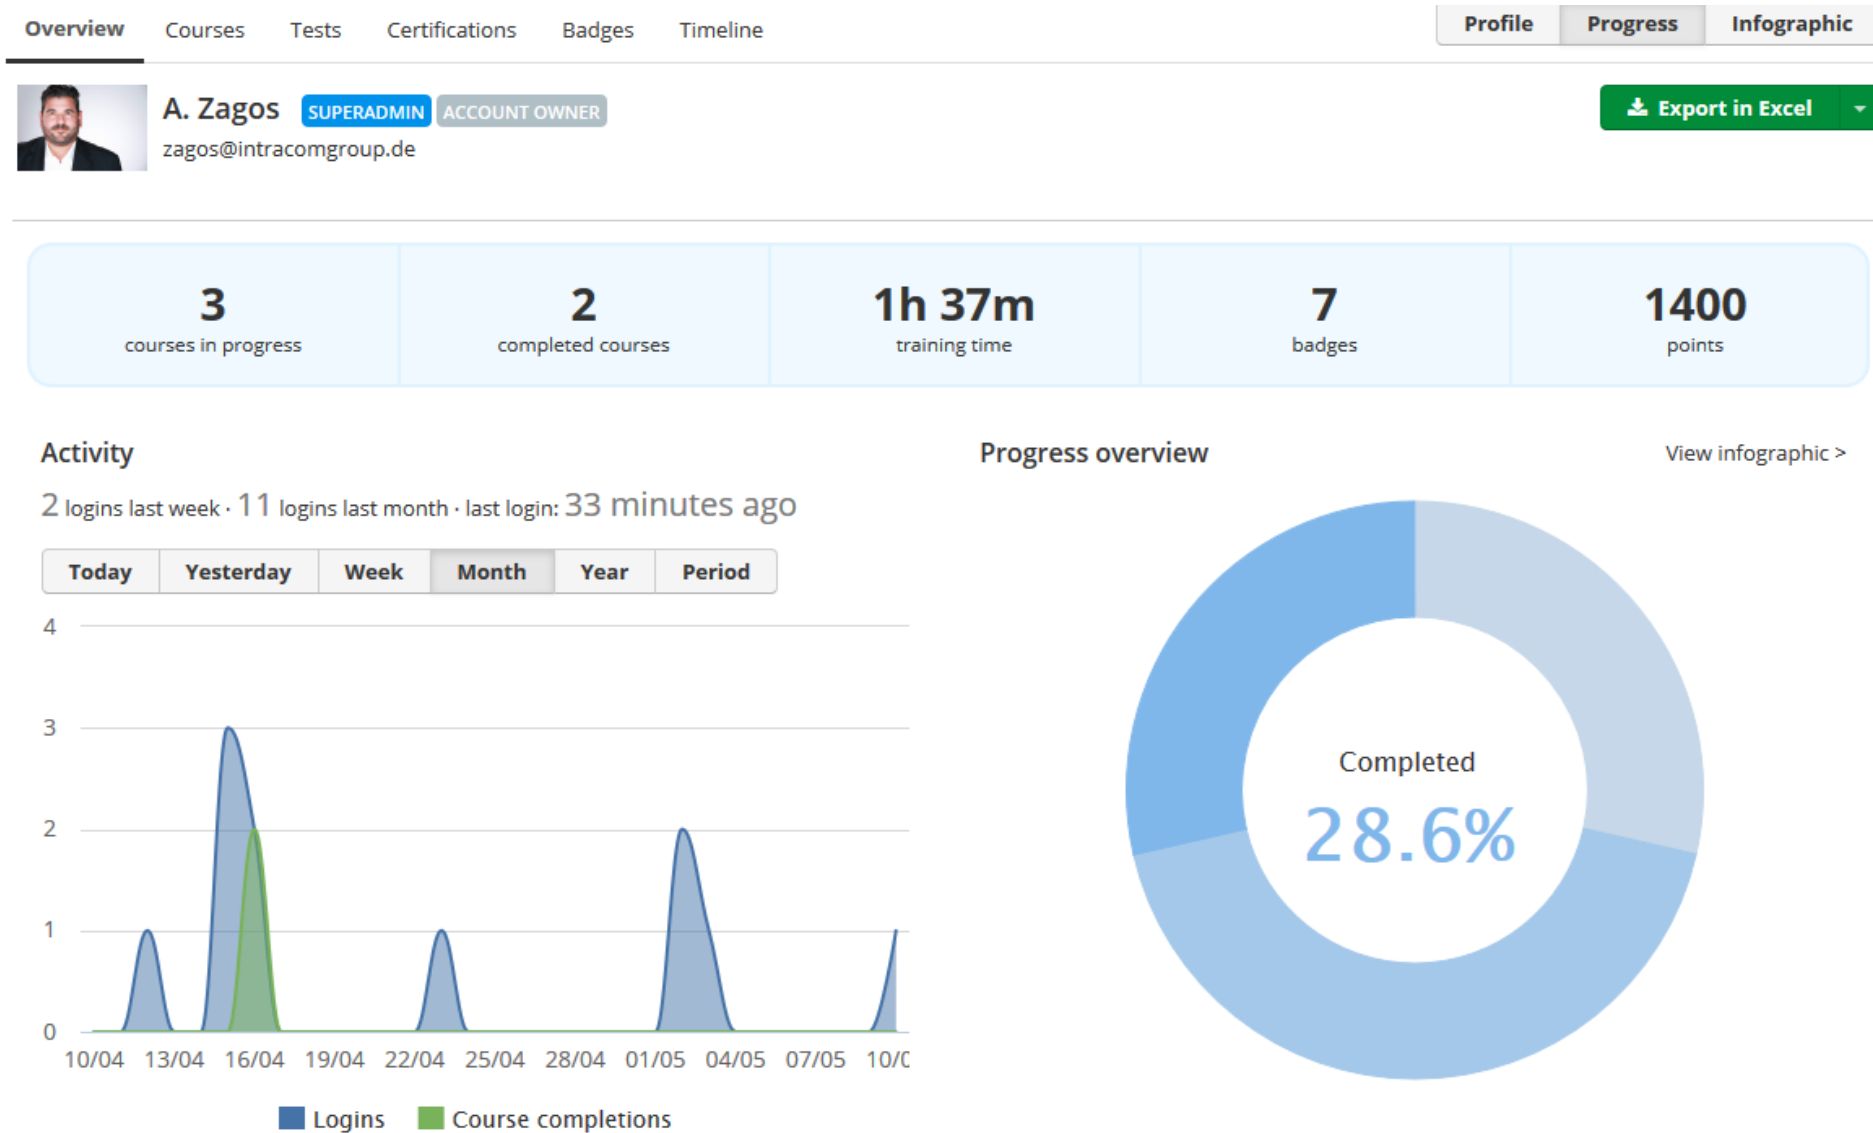 Overview Courses Tests Certifications Badges Timeline Profile Progress Infographic
A. Zagos SUPERADMIN ACCOUNT OWNER Export in Excel
zagos@intracomgroup.de
3 2 1h 37m 7 1400
courses in progress completed courses training time badges points
Activity Progress overview View infographic >
2 logins last week · 11 logins last month · last login: 33 minutes ago
Today Yesterday Week Month Year Period
4
3
Completed
2 28.6%
1
0
10/04 13/04 16/04 19/04 22/04 25/04 28/04 01/05 04/05 07/05 10/0
Logins Course completions